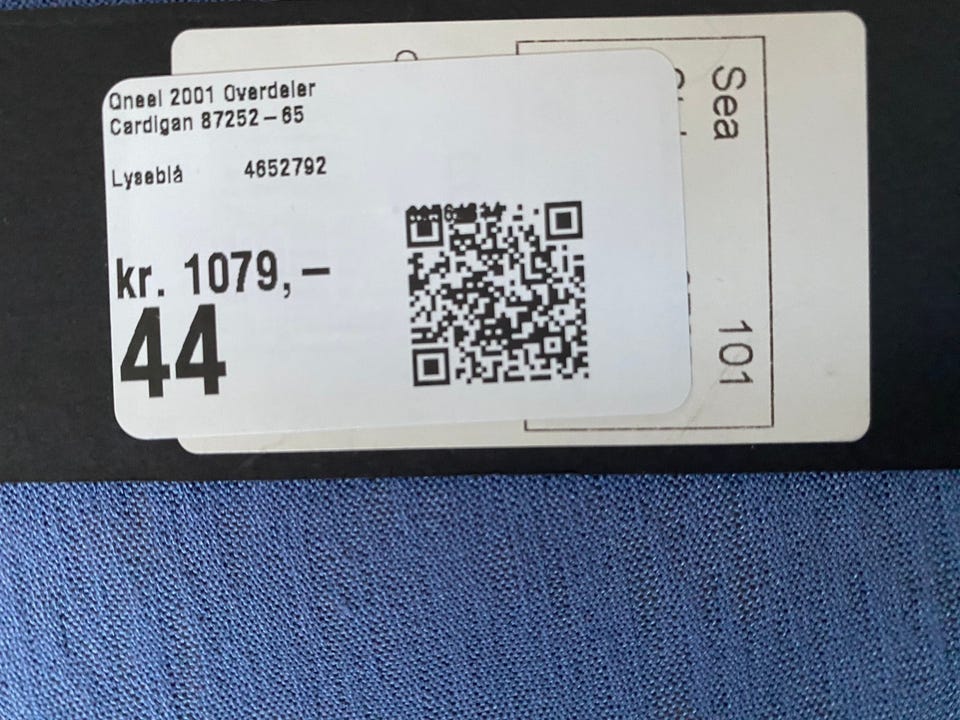 Qneel 2001 Overdeler
Cardigan 87252-65
Lyseblå 4652792
kr. 1079,-
44
Sea
101